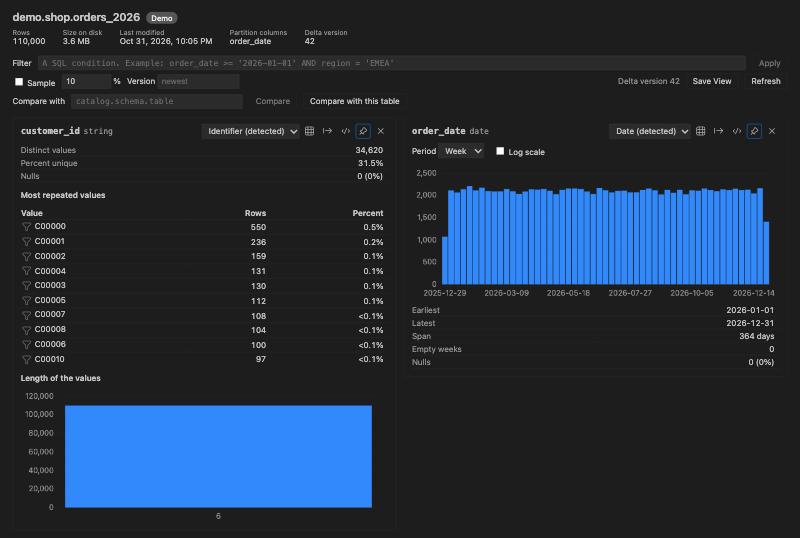 demo.shop.orders_2026 Demo
Rows Size on disk Last modified Partition columns Delta version
110,000 3.6 MB Oct 31, 2026, 10:05 PM order_date 42
Filter A SQL condition. Example: order_date >= '2026-01-01' AND region = 'EMEA' Apply
Sample 10 % Version newest Delta version 42 Save View Refresh
Compare with catalog.schema.table Compare Compare with this table
customer_id string Identifier (detected)
Distinct values 34,620
Percent unique 31.5%
Nulls 0 (0%)
Most repeated values
Value Rows Percent
C00000 550 0.5%
C00001 236 0.2%
C00002 159 0.1%
C00004 131 0.1%
C00003 130 0.1%
C00005 112 0.1%
C00007 108 <0.1%
C00008 104 <0.1%
C00006 100 <0.1%
C00010 97 <0.1%
Length of the values
120,000
100,000
80,000
60,000
40,000
20,000
0
6
order_date date Date (detected)
Period Week Log scale
2,500
2,000
1,500
1,000
500
0
2025-12-29 2026-03-09 2026-05-18 2026-07-27 2026-10-05 2026-12-14
Earliest 2026-01-01
Latest 2026-12-31
Span 364 days
Empty weeks 0
Nulls 0 (0%)